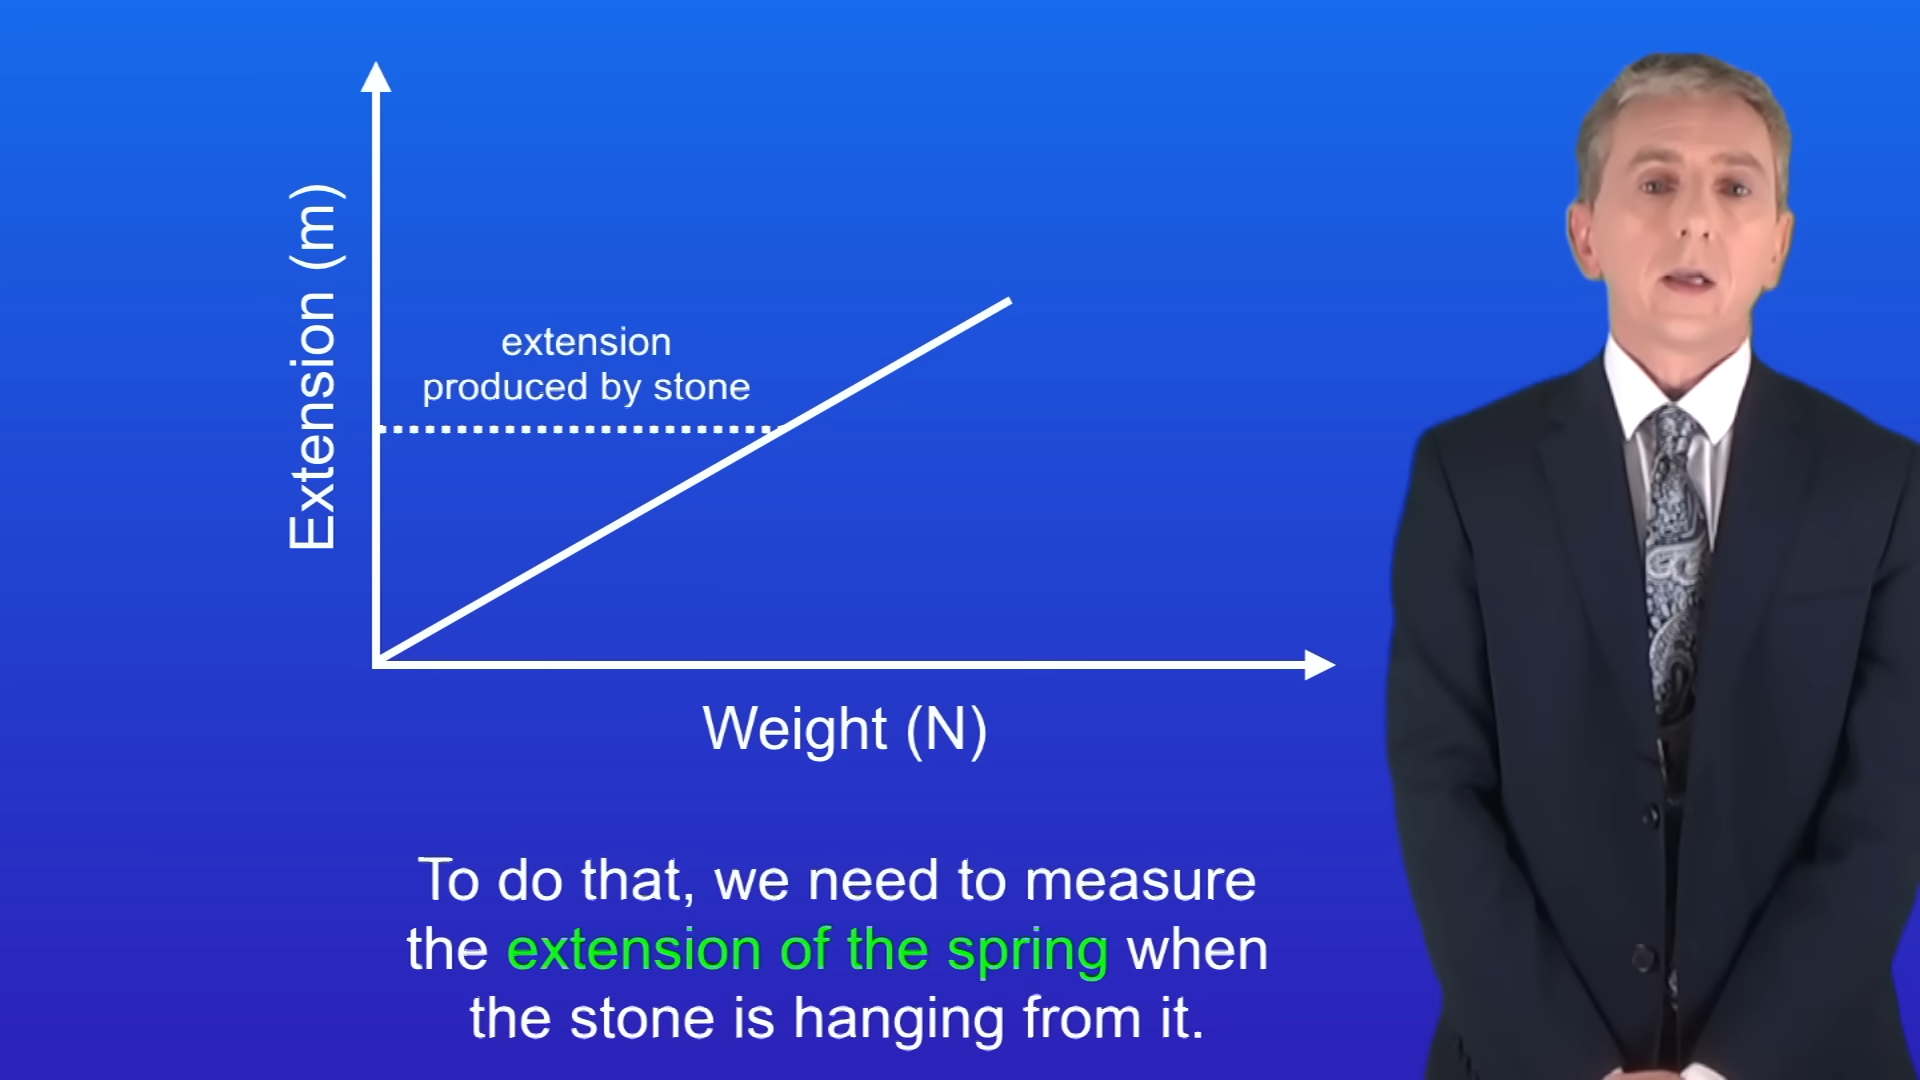 Extension (m)
extension
produced by stone
Weight (N)
To do that, we need to measure
the extension of the spring when
the stone is hanging from it.